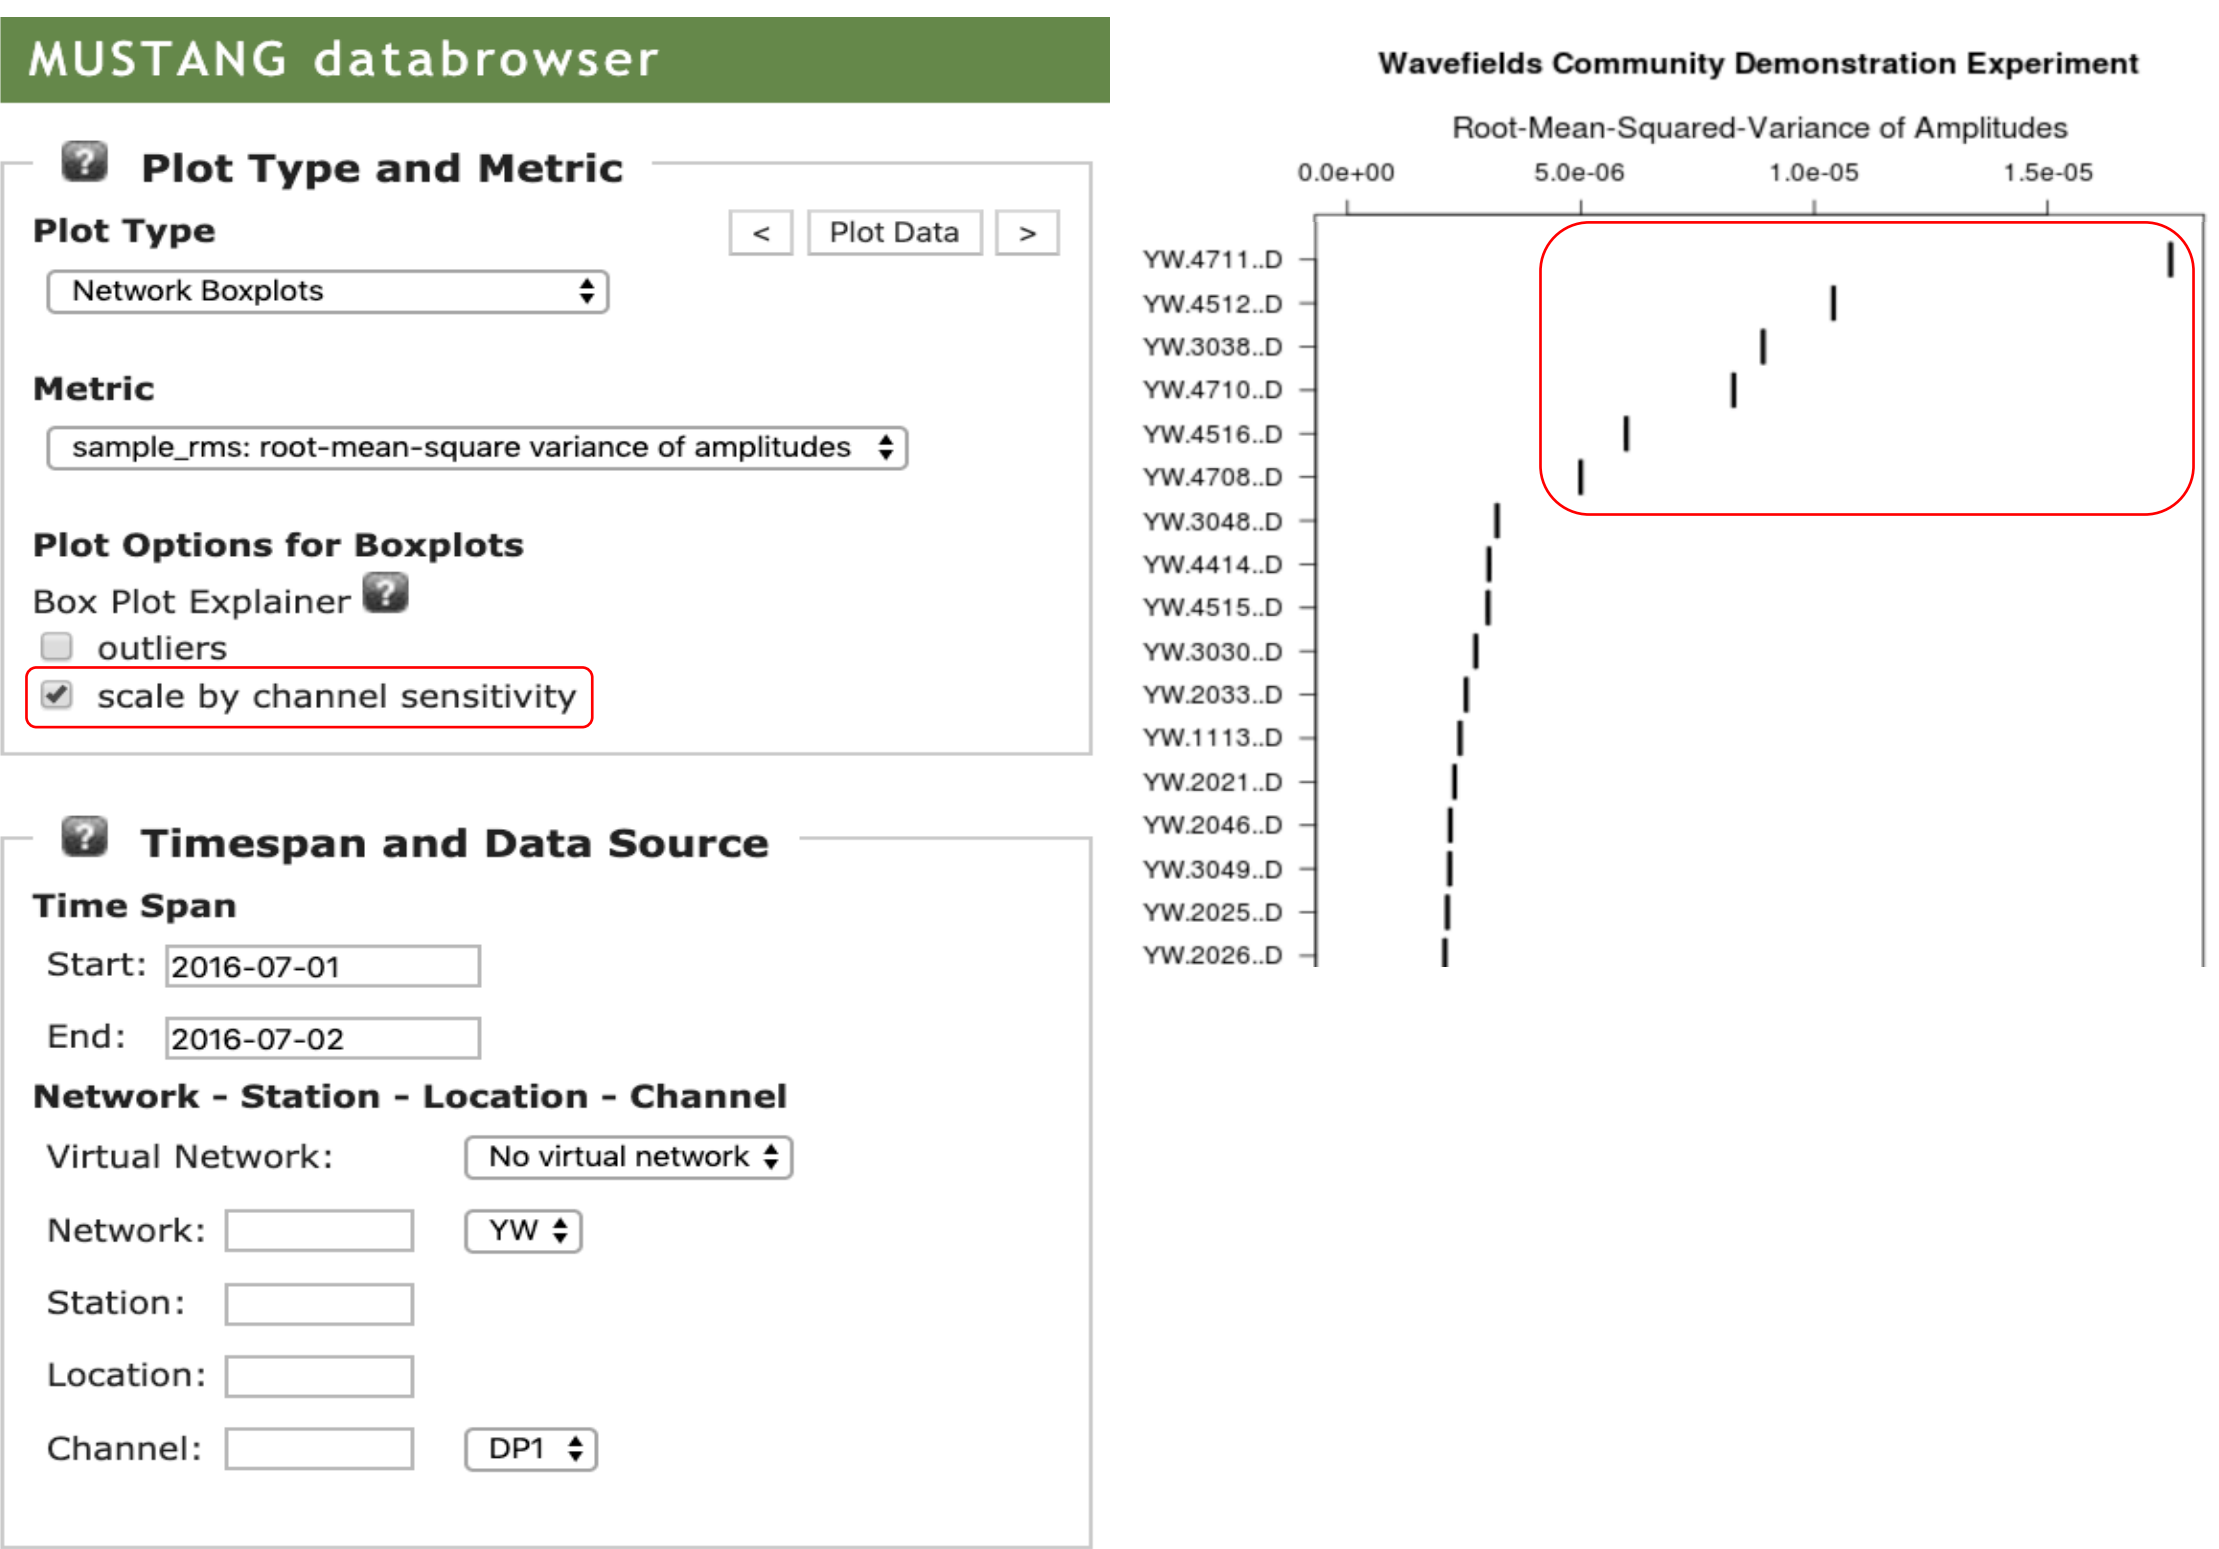 MUSTANG databrowser
? Plot Type and Metric
Plot Type
< Plot Data >
Network Boxplots
Metric
sample_rms: root-mean-square variance of amplitudes
Plot Options for Boxplots
Box Plot Explainer ?
outliers
scale by channel sensitivity
? Timespan and Data Source
Time Span
Start: 2016-07-01
End: 2016-07-02
Network - Station - Location - Channel
Virtual Network: No virtual network
Network: YW
Station:
Location:
Channel: DP1
Wavefields Community Demonstration Experiment
Root-Mean-Squared-Variance of Amplitudes
0.0e+00 5.0e-06 1.0e-05 1.5e-05
YW.4711..D
YW.4512..D
YW.3038..D
YW.4710..D
YW.4516..D
YW.4708..D
YW.3048..D
YW.4414..D
YW.4515..D
YW.3030..D
YW.2033..D
YW.1113..D
YW.2021..D
YW.2046..D
YW.3049..D
YW.2025..D
YW.2026..D